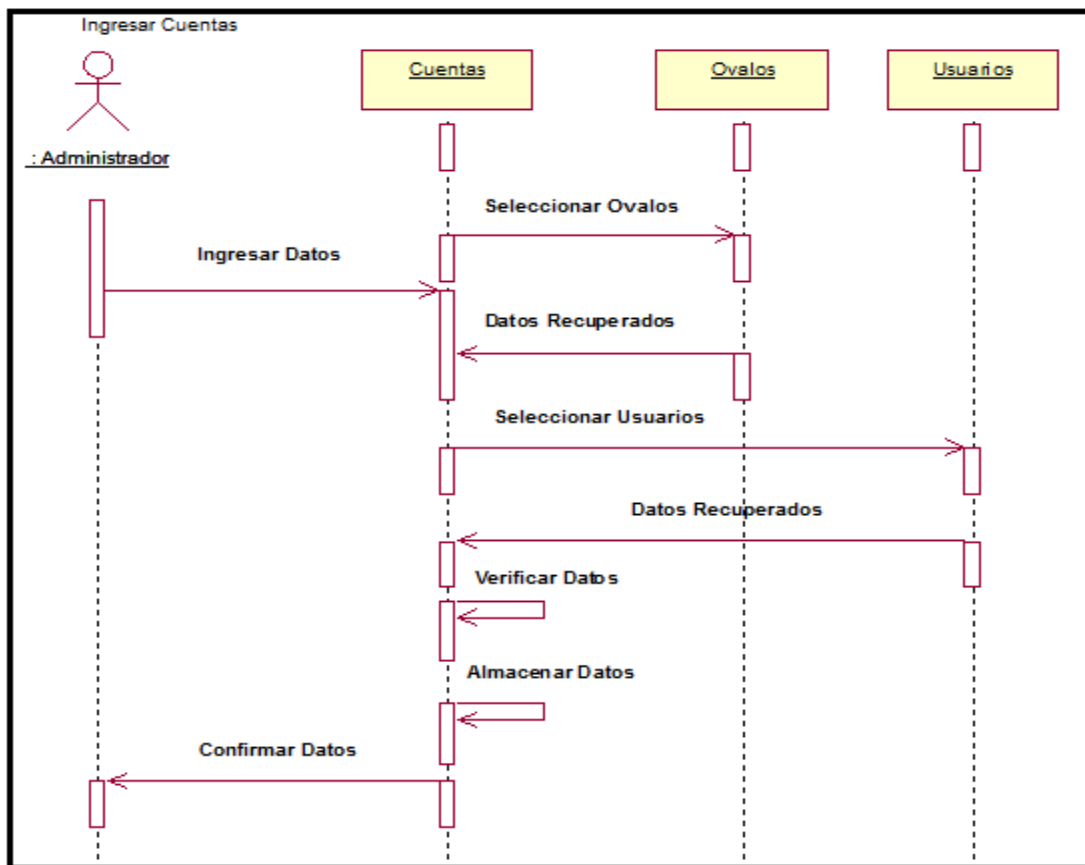 Ingresar Cuentas
Cuentas
Ovalos
Usuarios
: Administrador
Seleccionar Ovalos
Ingresar Datos
Datos Recuperados
Seleccionar Usuarios
Datos Recuperados
Verificar Datos
Almacenar Datos
Confirmar Datos